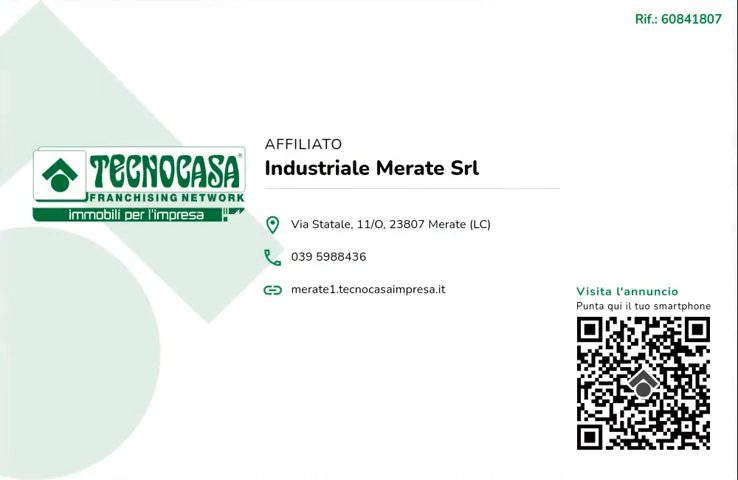 Rif.: 60841807
AFFILIATO
Industriale Merate Srl
TECNOCASA®
FRANCHISING NETWORK
immobili per l'impresa
Via Statale, 11/O, 23807 Merate (LC)
039 5988436
merate1.tecnocasaimpresa.it
Visita l'annuncio
Punta qui il tuo smartphone